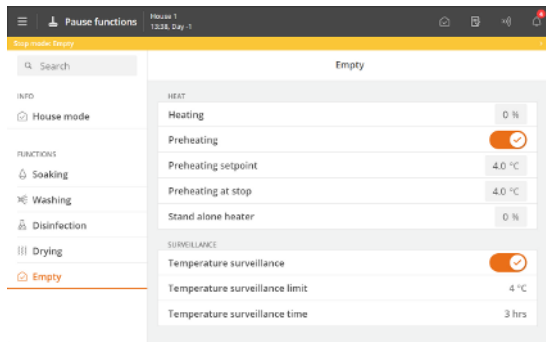 Pause functions
House 1
13:38, Day -1
4
Stop mode: Empty
Search
Empty
INFO
House mode
FUNCTIONS
Soaking
Washing
Disinfection
Drying
Empty
HEAT
Heating 0 %
Preheating
Preheating setpoint 4.0 °C
Preheating at stop 4.0 °C
Stand alone heater 0 %
SURVEILLANCE
Temperature surveillance
Temperature surveillance limit 4 °C
Temperature surveillance time 3 hrs